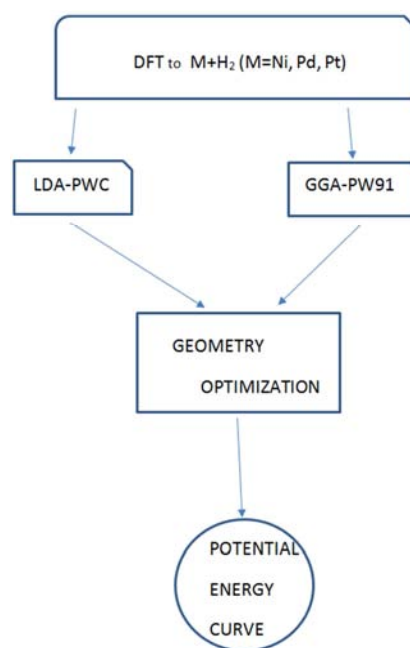 DFT to M+H₂ (M=Ni, Pd, Pt)
LDA-PWC
GGA-PW91
GEOMETRY
OPTIMIZATION
POTENTIAL
ENERGY
CURVE